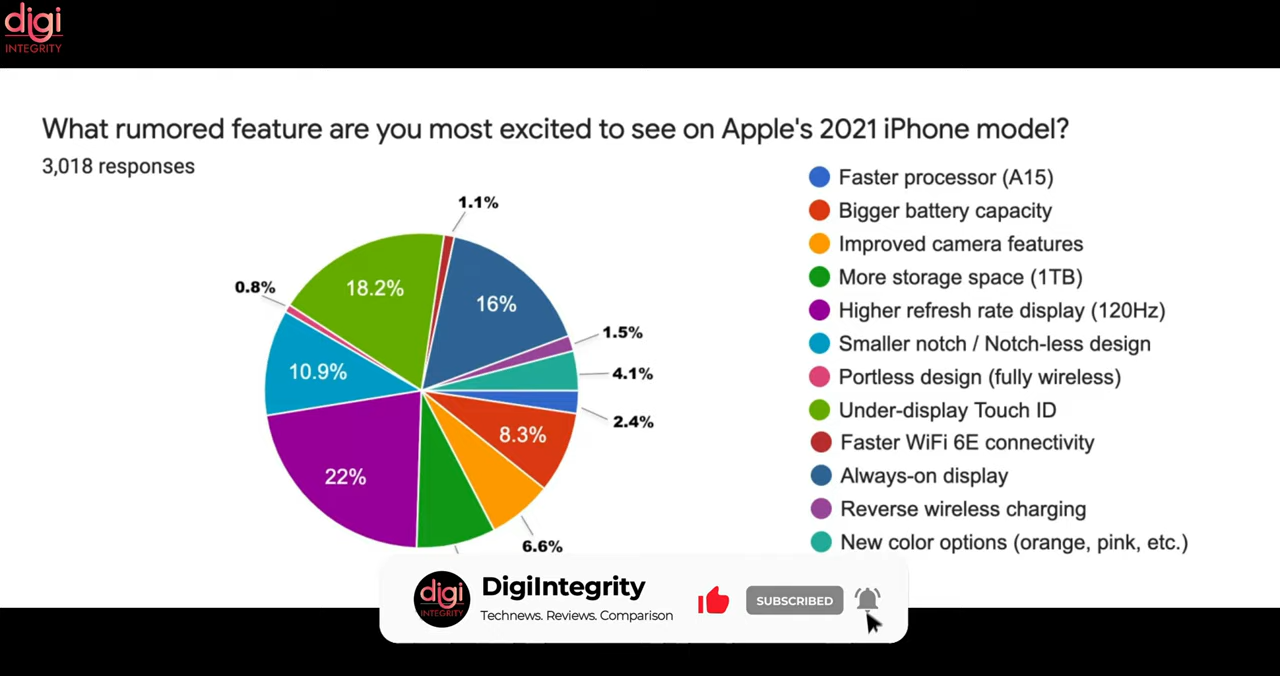 digi
INTEGRITY
What rumored feature are you most excited to see on Apple's 2021 iPhone model?
3,018 responses
1.1%
0.8%
18.2%
16%
1.5%
10.9%
4.1%
2.4%
8.3%
22%
6.6%
Faster processor (A15)
Bigger battery capacity
Improved camera features
More storage space (1TB)
Higher refresh rate display (120Hz)
Smaller notch / Notch-less design
Portless design (fully wireless)
Under-display Touch ID
Faster WiFi 6E connectivity
Always-on display
Reverse wireless charging
New color options (orange, pink, etc.)
digi
INTEGRITY
DigiIntegrity
Technews. Reviews. Comparison
SUBSCRIBED